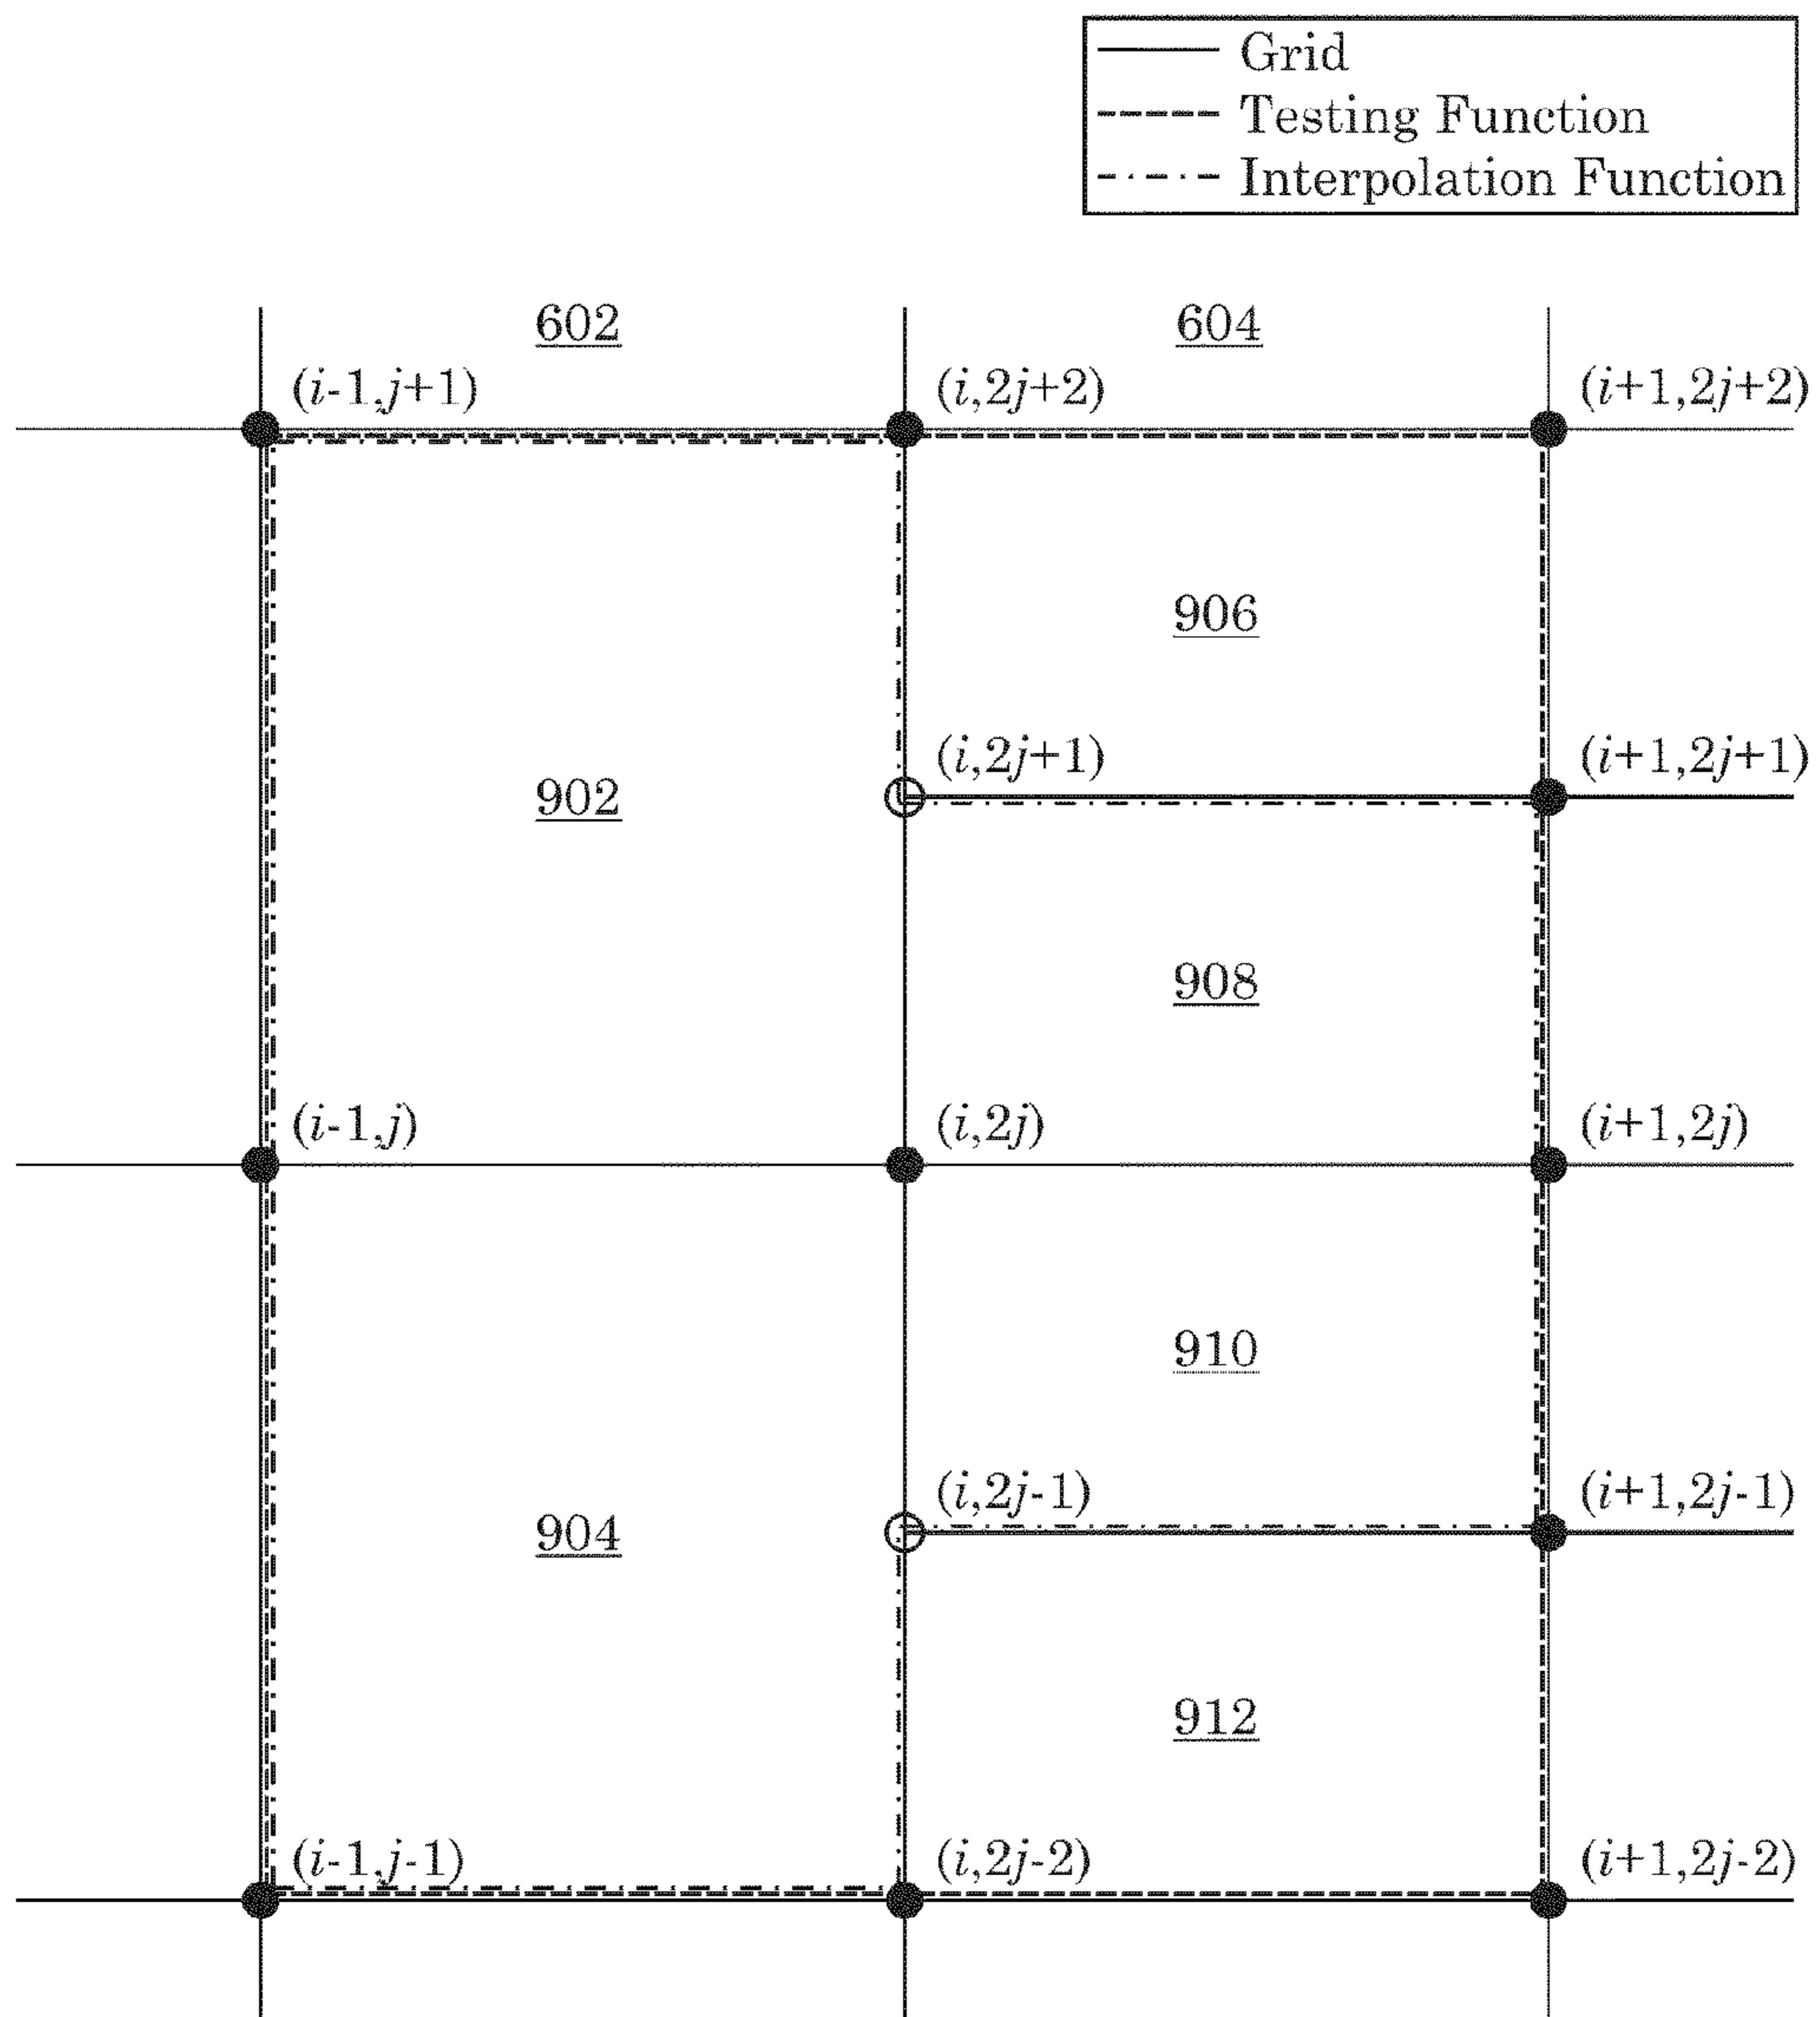 Grid
Testing Function
Interpolation Function
602 604
(i-1,j+1) (i,2j+2) (i+1,2j+2)
906
(i,2j+1) (i+1,2j+1)
902
908
(i-1,j) (i,2j) (i+1,2j)
910
(i,2j-1) (i+1,2j-1)
904
912
(i-1,j-1) (i,2j-2) (i+1,2j-2)